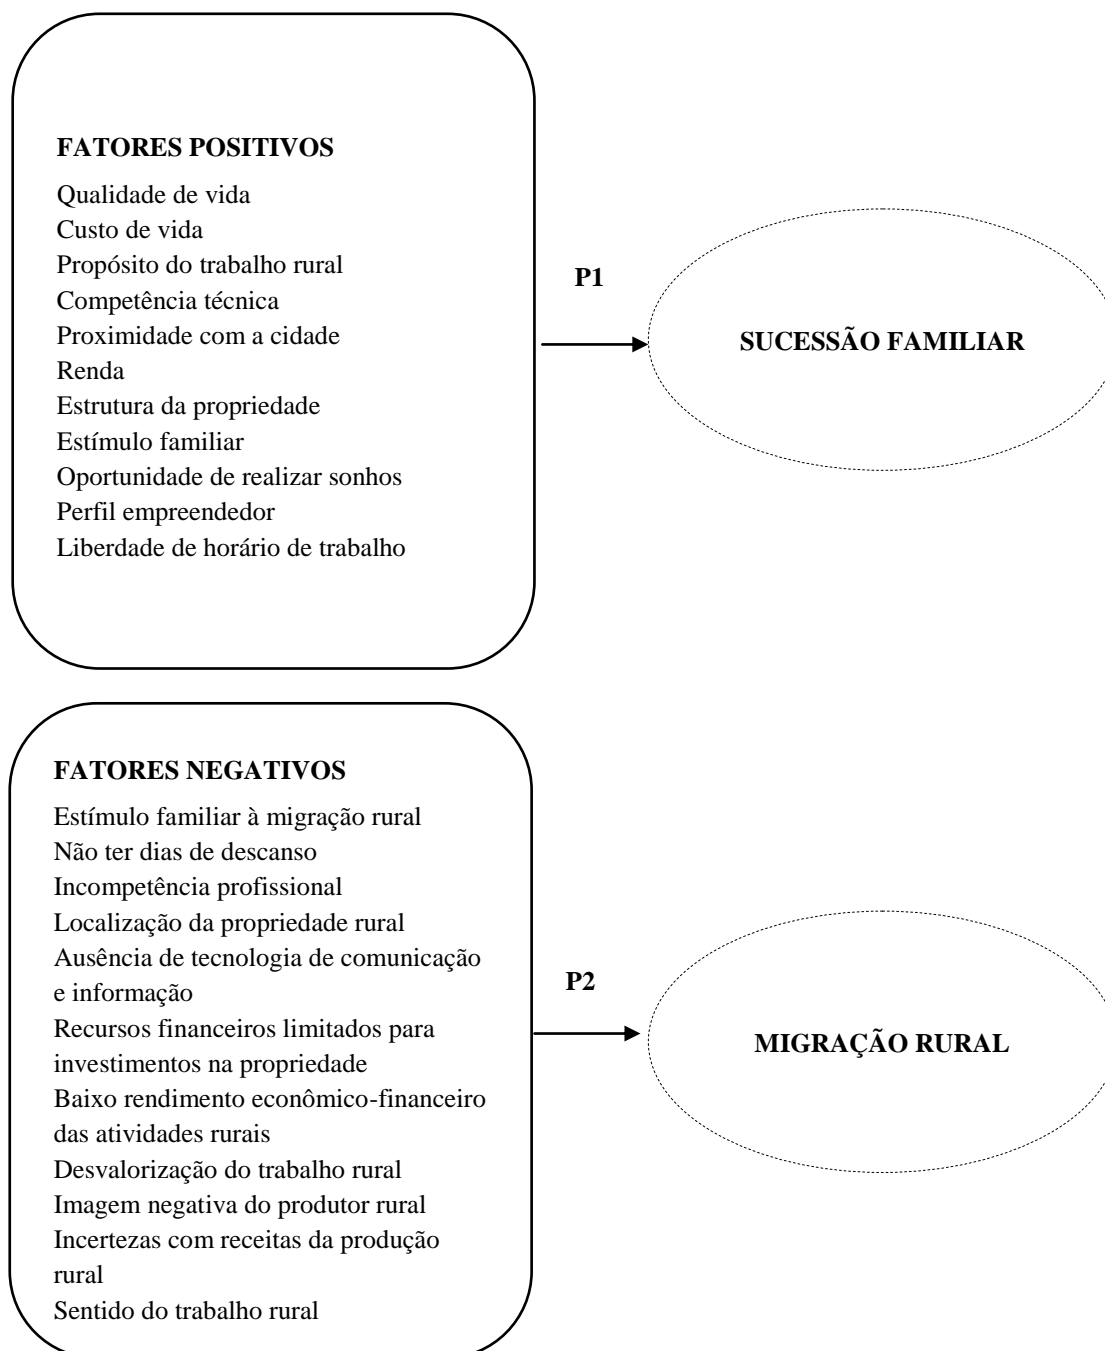 FATORES POSITIVOS
Qualidade de vida
Custo de vida
Propósito do trabalho rural
Competência técnica
Proximidade com a cidade
Renda
Estrutura da propriedade
Estímulo familiar
Oportunidade de realizar sonhos
Perfil empreendedor
Liberdade de horário de trabalho
P1
SUCESSÃO FAMILIAR
FATORES NEGATIVOS
Estímulo familiar à migração rural
Não ter dias de descanso
Incompetência profissional
Localização da propriedade rural
Ausência de tecnologia de comunicação
e informação
Recursos financeiros limitados para
investimentos na propriedade
Baixo rendimento econômico-financeiro
das atividades rurais
Desvalorização do trabalho rural
Imagem negativa do produtor rural
Incertezas com receitas da produção
rural
Sentido do trabalho rural
P2
MIGRAÇÃO RURAL